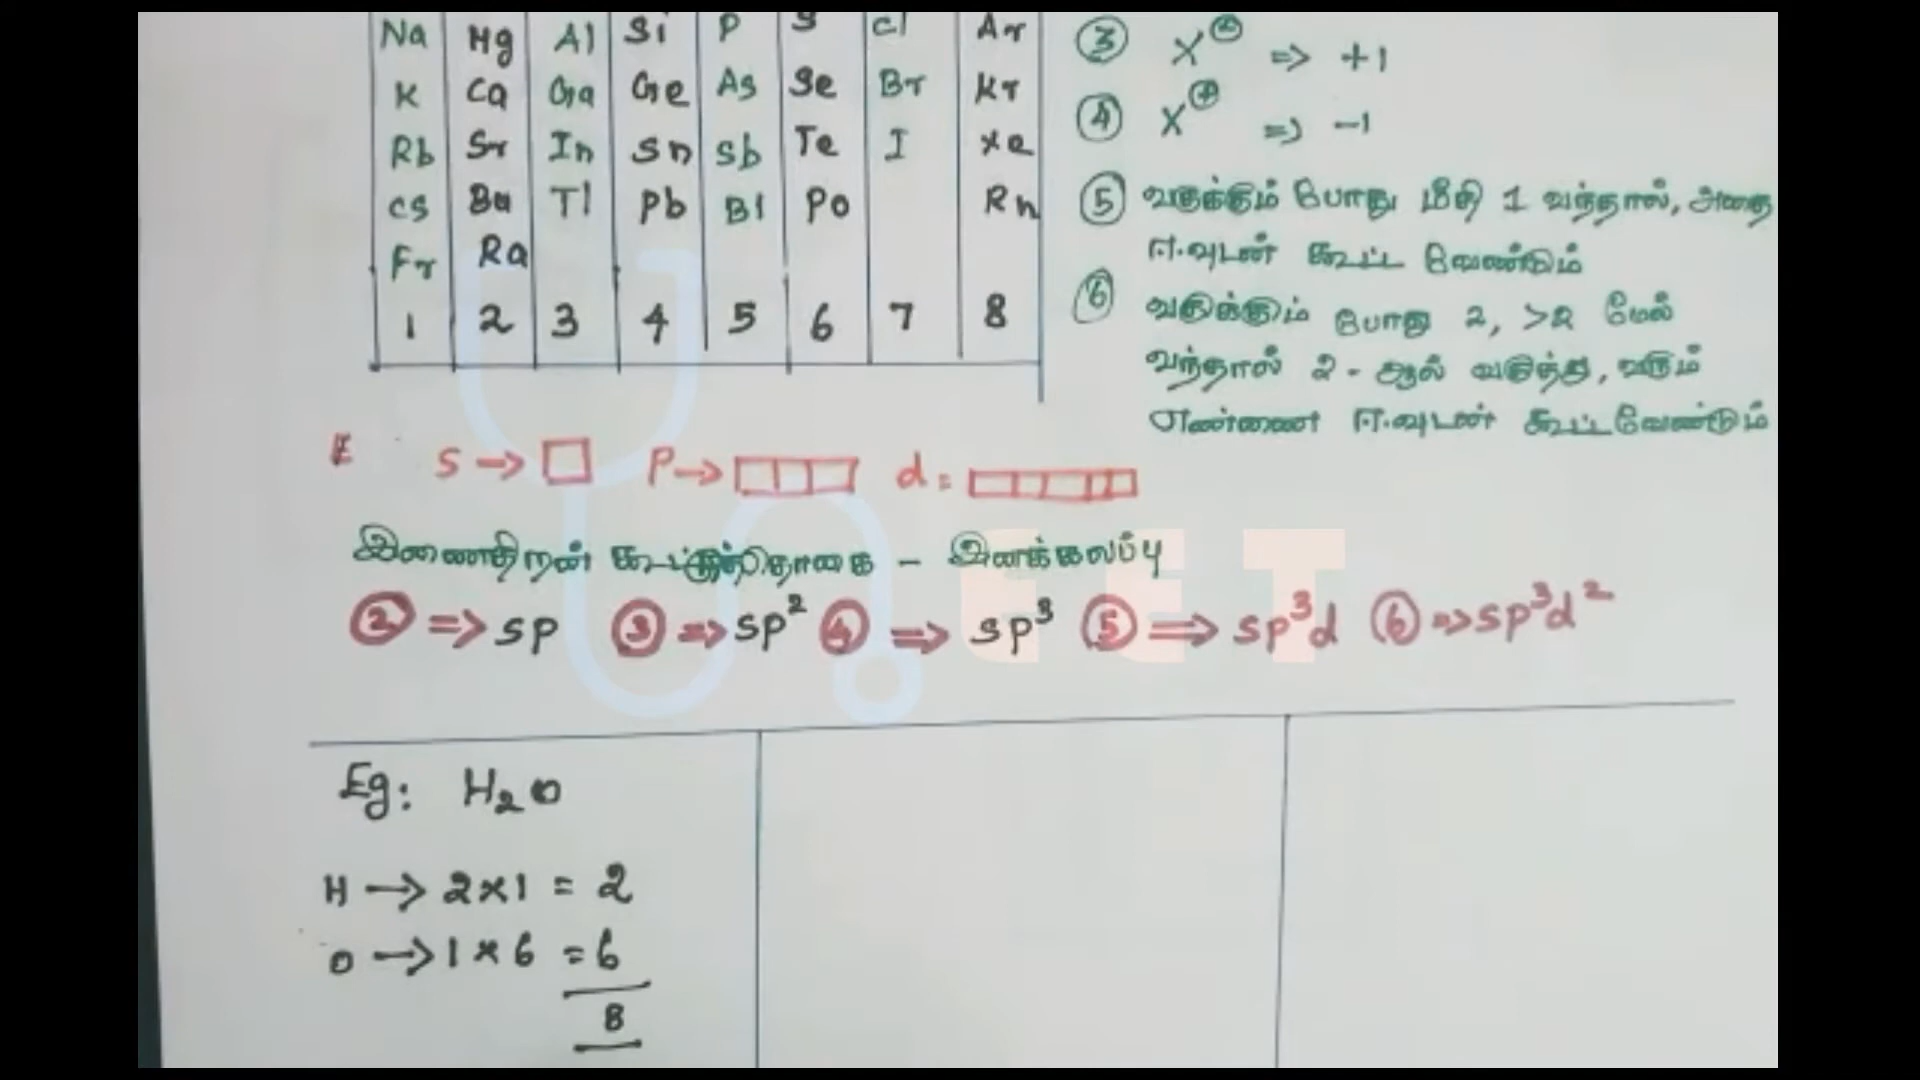 Na Mg Al Si P S Cl Ar
K Ca Ga Ge As Se Br Kr
Rb Sr In Sn Sb Te I Xe
Cs Ba Tl Pb Bi Po Rn
Fr Ra
1 2 3 4 5 6 7 8
③ X⊖ => +1
④ X⊕ => -1
⑤ வகுக்கும் போது மீதி 1 வந்தால், அதை
ஈ.வுடன் கூட்ட வேண்டும்
⑥ வகுக்கும் போது 2, >2 மேல்
வந்தால் 2-ஆல் வகுத்து, வரும்
எண்ணை ஈ.வுடன் கூட்டவேண்டும்
S → P → d =
இணைதிறன் கூட்டுத்தொகை - இனக்கலப்பு
② => sp ③ => sp² ④ => sp³ ⑤ => sp³d ⑥ => sp³d²
Eg: H₂O
H → 2×1 = 2
O → 1×6 = 6
8